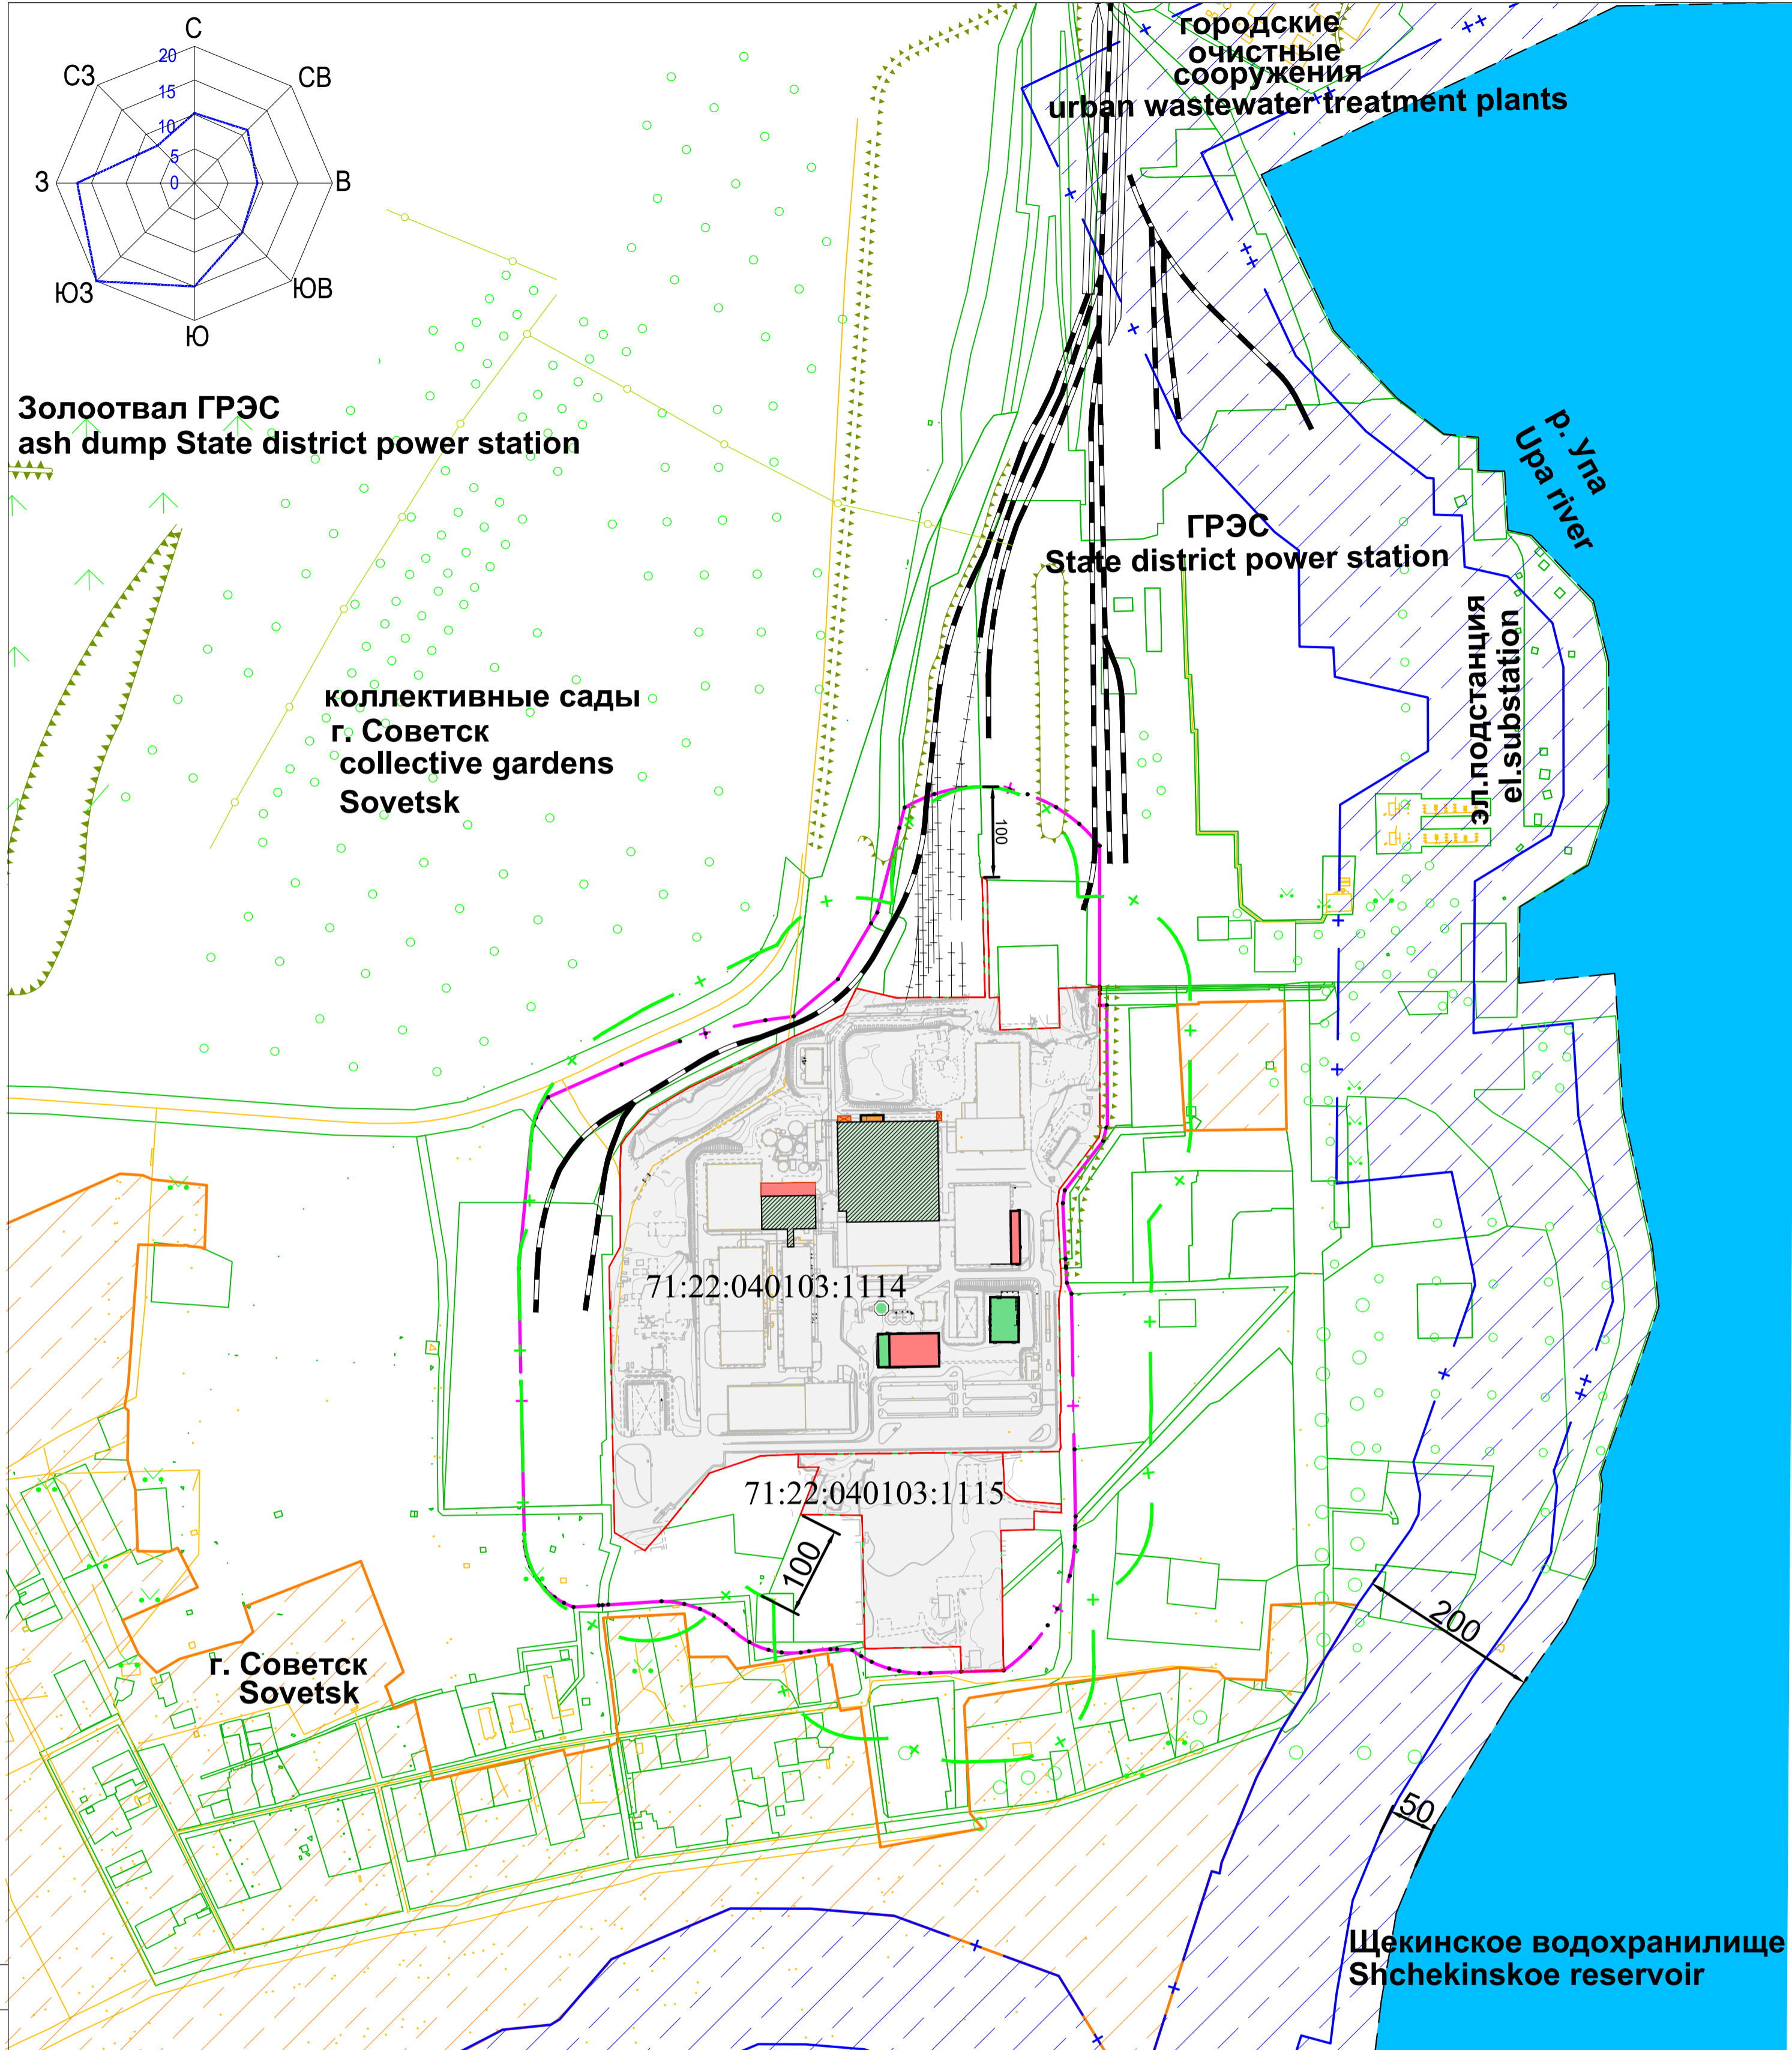 С
20
15
10
5
0
СЗ
СВ
З
В
ЮЗ
ЮВ
Ю
городские
очистные
сооружения
urban wastewater treatment plants
Золоотвал ГРЭС
ash dump State district power station
р. Упа
Upa river
ГРЭС
State district power station
эл.подстанция
el.substation
коллективные сады
г. Советск
collective gardens
Sovetsk
100
71:22:040103:1114
71:22:040103:1115
100
200
г. Советск
Sovetsk
50
Щекинское водохранилище
Shchekinskoe reservoir